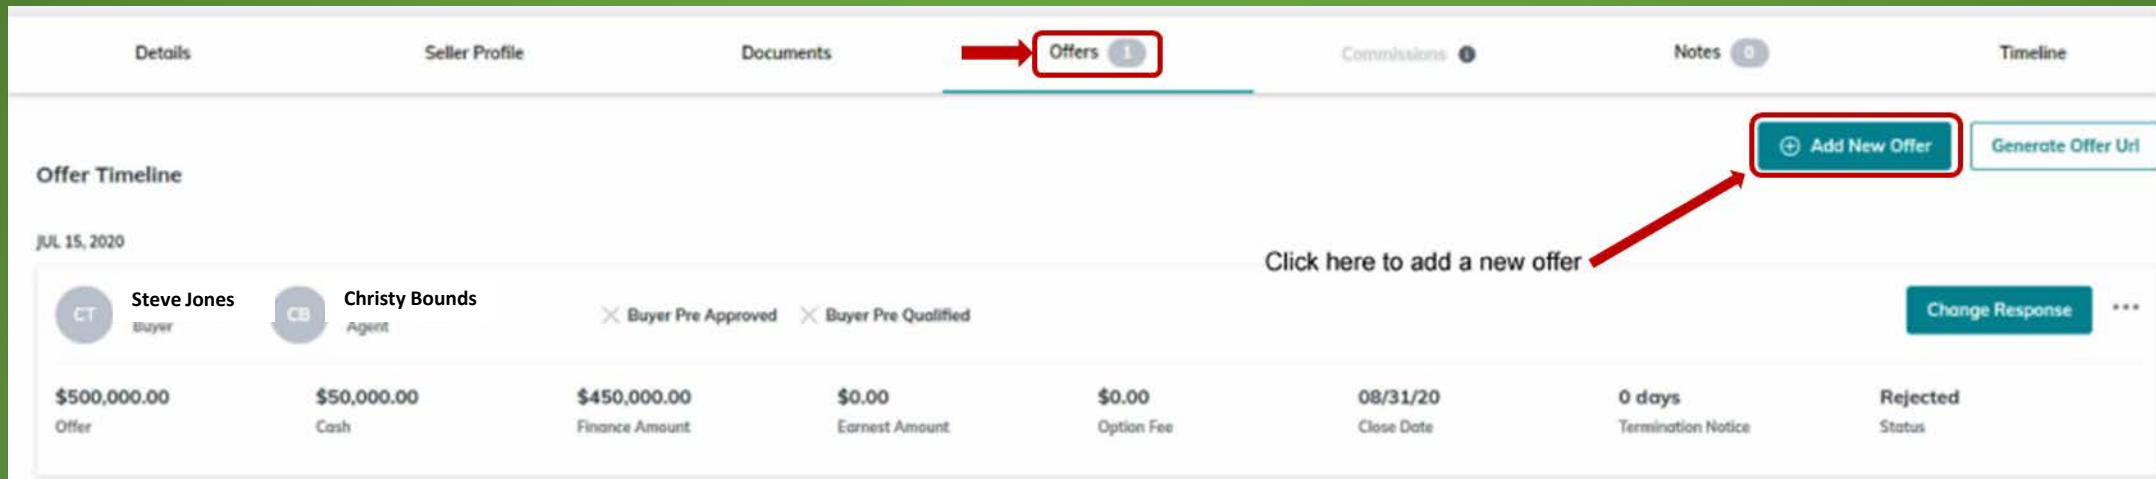 Details Seller Profile Documents Offers 1 Commissions Notes 0 Timeline
Add New Offer Generate Offer Url
Offer Timeline
JUL 15, 2020
Click here to add a new offer
CT Steve Jones CB Christy Bounds Buyer Pre Approved Buyer Pre Qualified Change Response ...
Buyer Agent
$500,000.00 $50,000.00 $450,000.00 $0.00 $0.00 08/31/20 0 days Rejected
Offer Cash Finance Amount Earnest Amount Option Fee Close Date Termination Notice Status